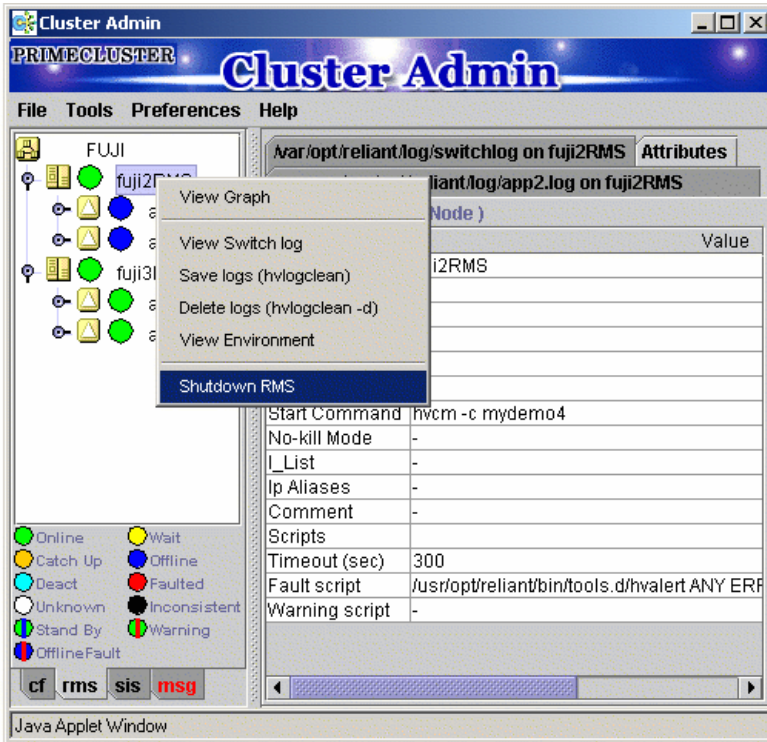 Cluster Admin
PRIMECLUSTER
Cluster Admin
File Tools Preferences Help
FUJI
/var/opt/reliant/log/switchlog on fuji2RMS Attributes
fuji2RMS
liant/log/app2.log on fuji2RMS
View Graph
Node )
View Switch log
Value
Save logs (hvlogclean)
i2RMS
fuji3
Delete logs (hvlogclean -d)
View Environment
Shutdown RMS
Start Command hvcm -c mydemo4
No-kill Mode -
I_List -
Ip Aliases -
Comment -
Scripts
Timeout (sec) 300
Fault script /usr/opt/reliant/bin/tools.d/hvalert ANY ERF
Warning script -
Online Wait
Catch Up Offline
Deact Faulted
Unknown Inconsistent
Stand By Warning
OfflineFault
cf rms sis msg
Java Applet Window